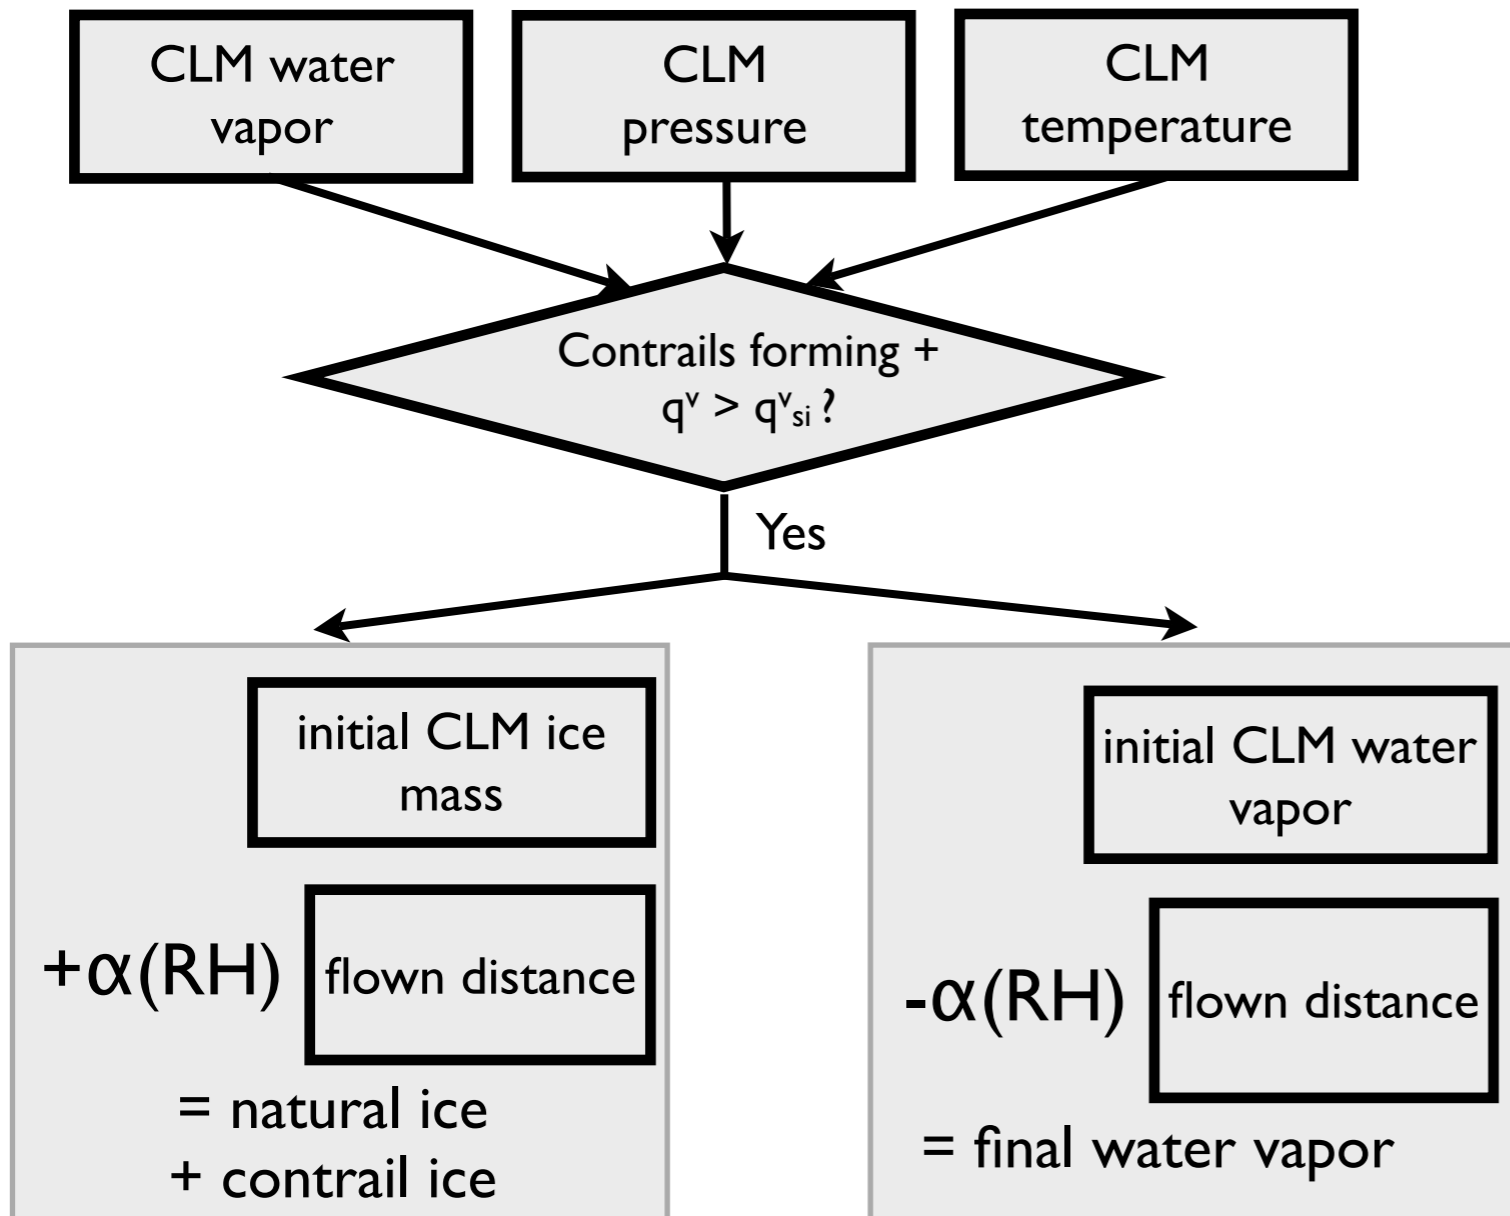 CLM water
vapor
CLM
pressure
CLM
temperature
Contrails forming +
qᵛ > qᵛₛᵢ ?
Yes
initial CLM ice
mass
+α(RH)
flown distance
= natural ice
+ contrail ice
initial CLM water
vapor
-α(RH)
flown distance
= final water vapor